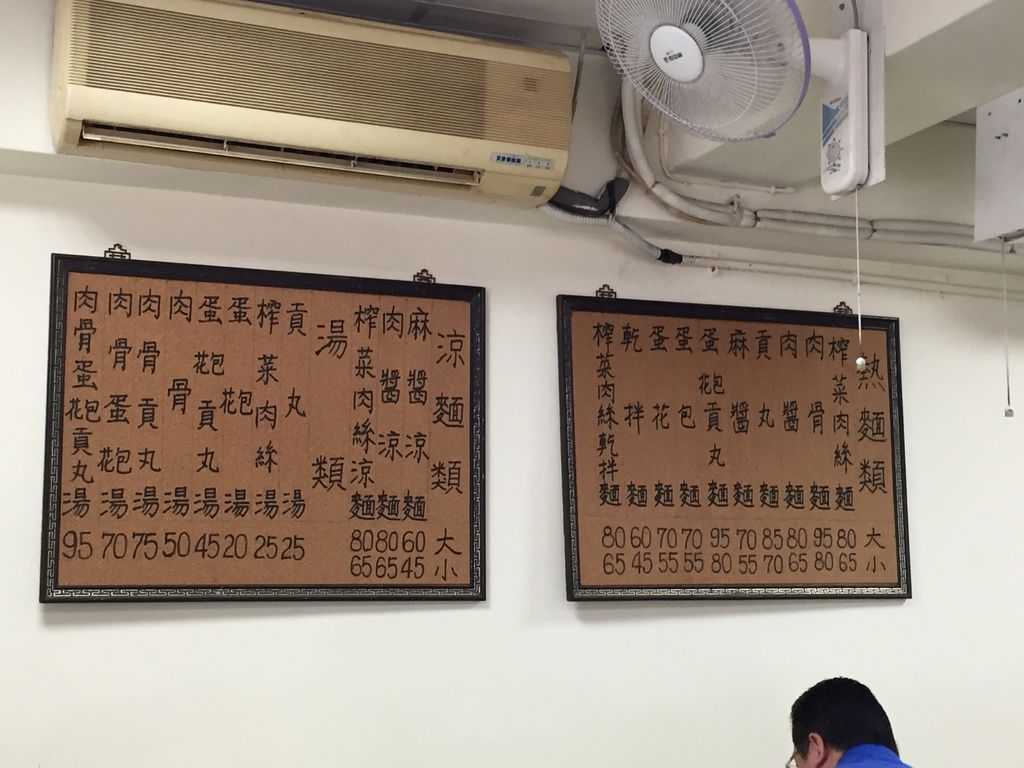 熱麵類 大 小
榨菜肉絲麵 80 65
肉骨麵 95 80
肉醬麵 80 65
貢丸麵 85 70
麻醬麵 70 55
蛋花包貢丸麵 95 80
蛋包麵 70 55
蛋花麵 70 55
乾拌麵 60 45
榨菜肉絲乾拌麵 80 65
涼麵類 大 小
麻醬涼麵 60 45
肉醬涼麵 80 65
榨菜肉絲涼麵 80 65
湯類
貢丸湯 25
榨菜肉絲湯 25
蛋花包湯 20
蛋花包貢丸湯 45
肉骨湯 50
肉骨貢丸湯 75
肉骨蛋花包湯 70
肉骨蛋花包貢丸湯 95